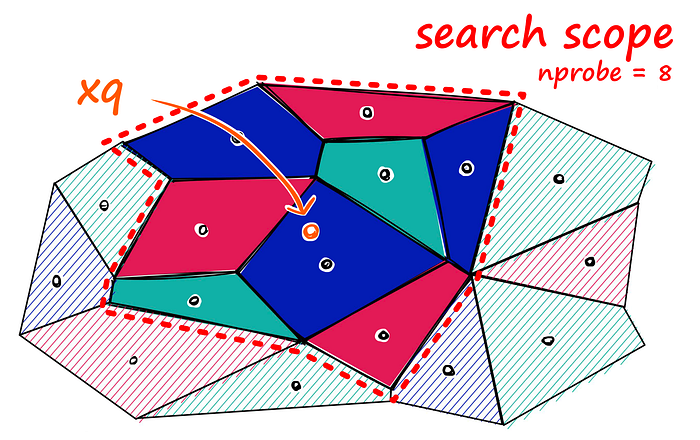 search scope
nprobe = 8
xq